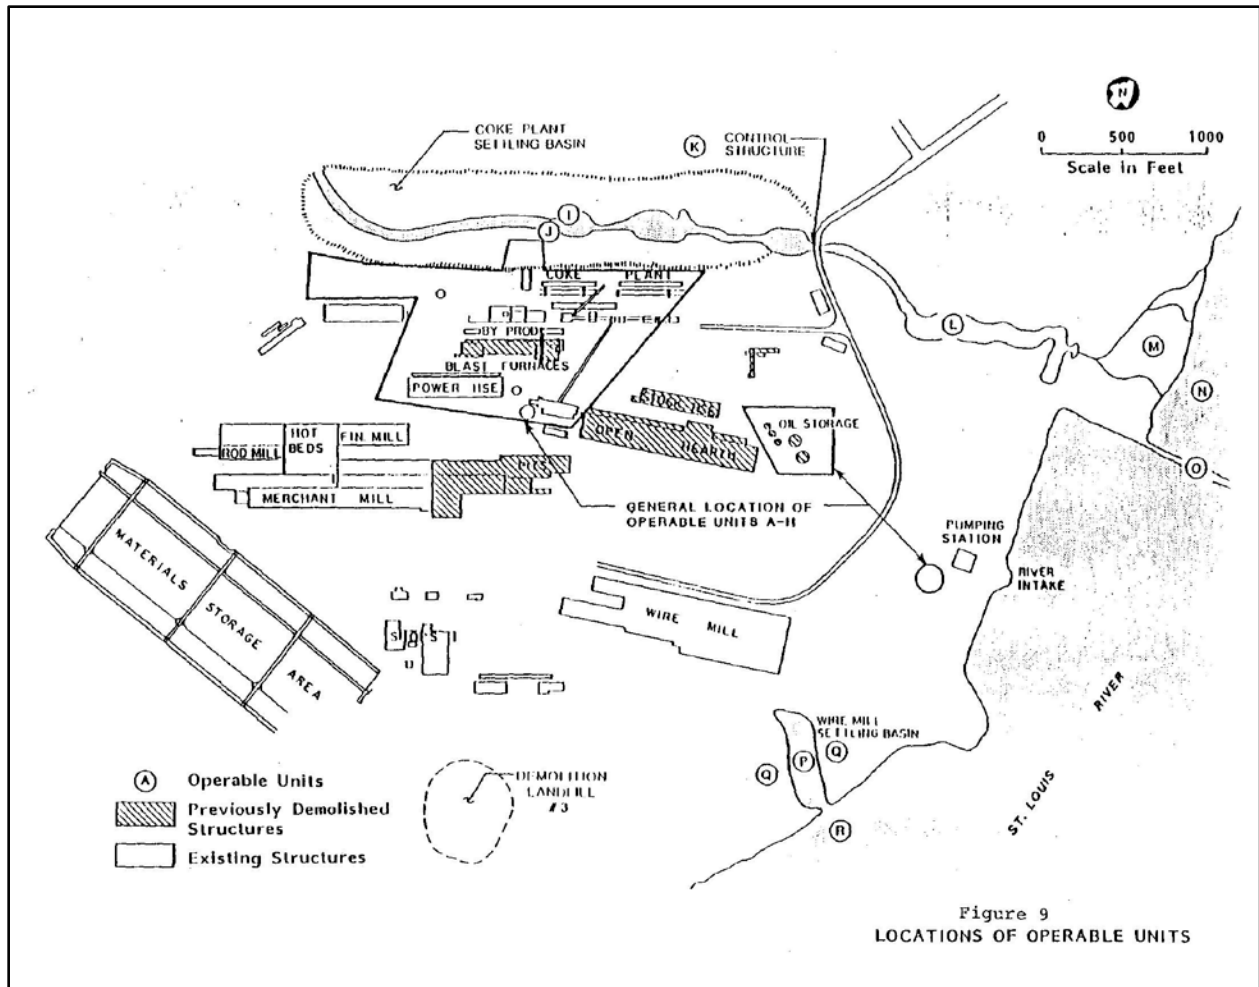 N
0 500 1000
Scale in Feet
COKE PLANT
SETTLING BASIN
K
CONTROL
STRUCTURE
I
J
COKE PLANT
BY PROD
BLAST FURNACES
POWER HSE
L
M
N
O
OIL STORAGE
OPEN HEARTH
HOT
BEDS
FIN. MILL
ROD MILL
PITS
MERCHANT MILL
GENERAL LOCATION OF
OPERABLE UNITS A-H
PUMPING
STATION
RIVER
INTAKE
MATERIALS
STORAGE
AREA
WIRE MILL
WIRE MILL
SETTLING BASIN
Q
P
Q
R
ST. LOUIS
RIVER
DEMOLITION
LANDFILL
#3
A Operable Units
Previously Demolished
Structures
Existing Structures
Figure 9
LOCATIONS OF OPERABLE UNITS